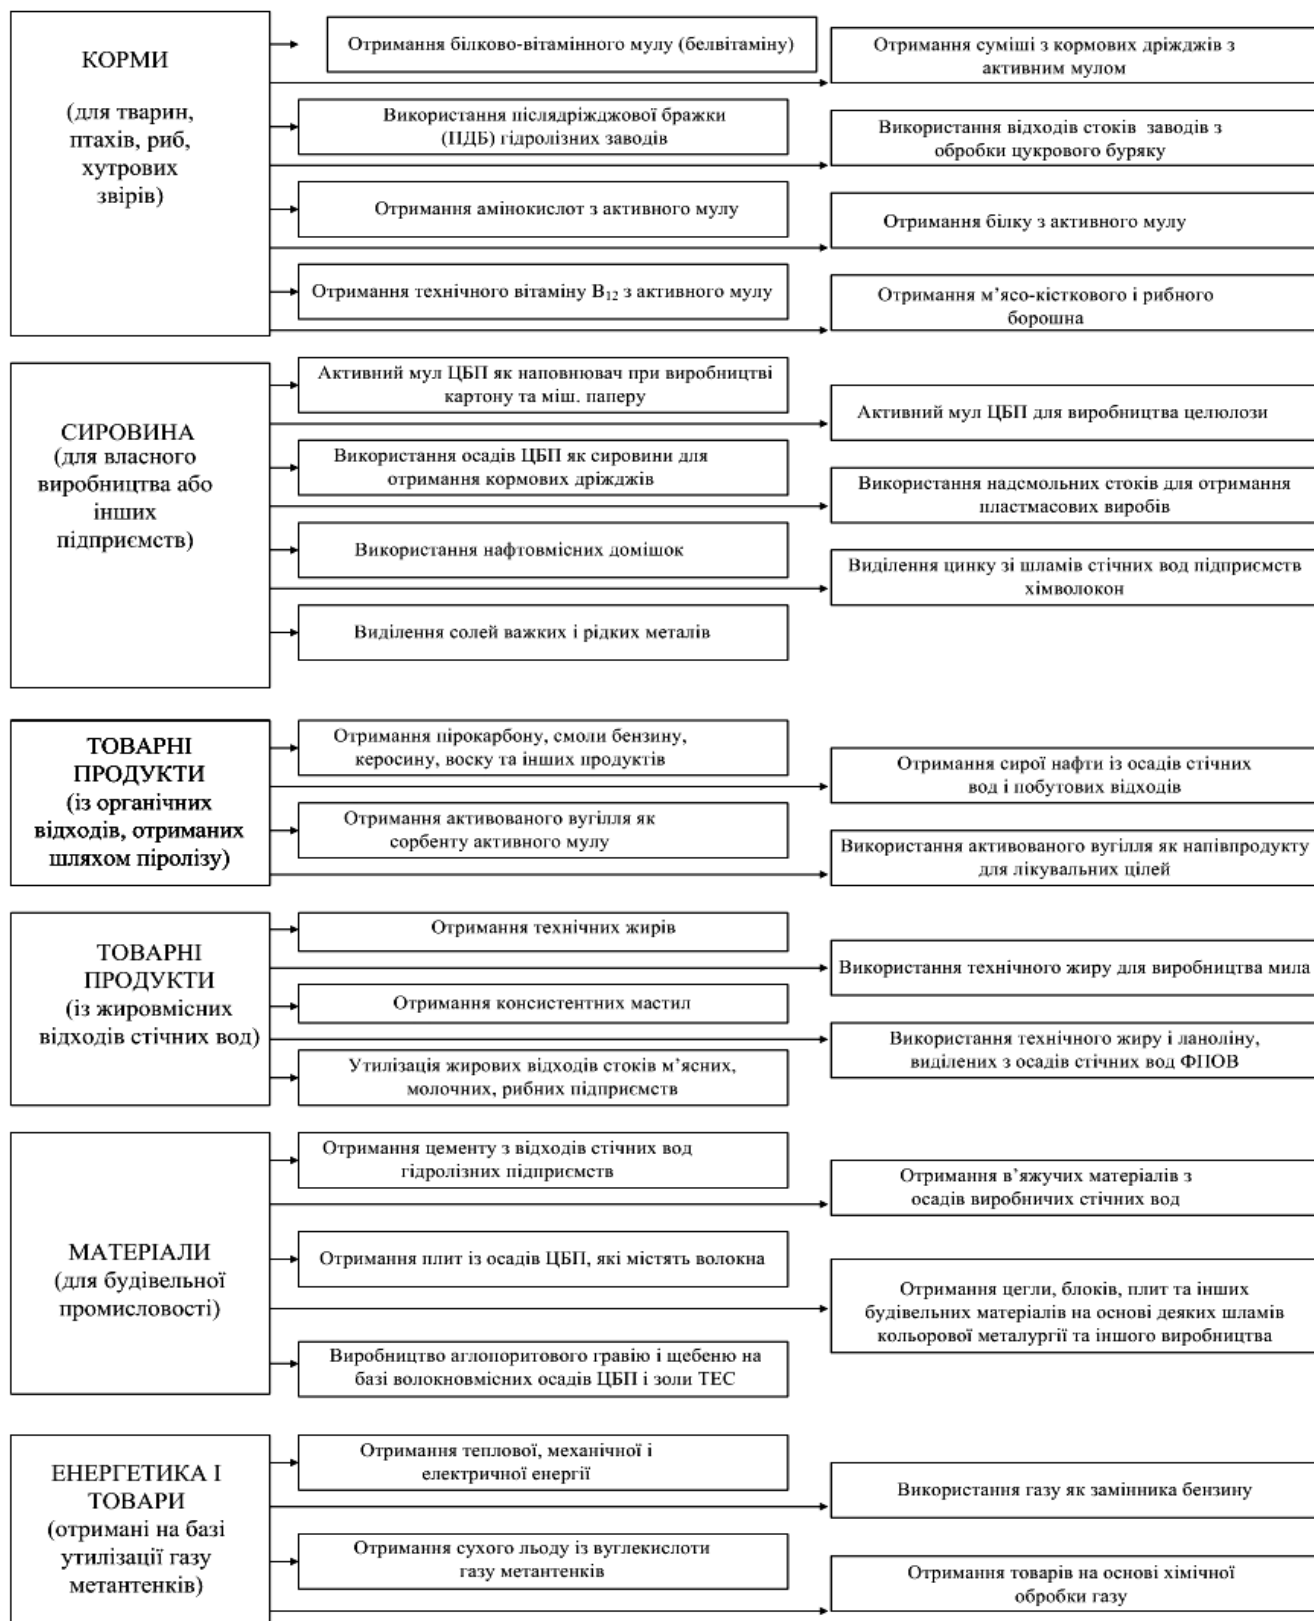 КОРМИ
(для тварин,
птахів, риб,
хутрових
звірів)
Отримання білково-вітамінного мулу (белвітаміну)
Отримання суміші з кормових дріжджів з
активним мулом
Використання післядріжджової бражки
(ПДБ) гідролізних заводів
Використання відходів стоків заводів з
обробки цукрового буряку
Отримання амінокислот з активного мулу
Отримання білку з активного мулу
Отримання технічного вітаміну В₁₂ з активного мулу
Отримання м’ясо-кісткового і рибного
борошна
СИРОВИНА
(для власного
виробництва або
інших
підприємств)
Активний мул ЦБП як наповнювач при виробництві
картону та міш. паперу
Активний мул ЦБП для виробництва целюлози
Використання осадів ЦБП як сировини для
отримання кормових дріжджів
Використання надсмольних стоків для отримання
пластмасових виробів
Використання нафтовмісних домішок
Виділення цинку зі шламів стічних вод підприємств
хімволокон
Виділення солей важких і рідких металів
ТОВАРНІ
ПРОДУКТИ
(із органічних
відходів, отриманих
шляхом піролізу)
Отримання пірокарбону, смоли бензину,
керосину, воску та інших продуктів
Отримання сирої нафти із осадів стічних
вод і побутових відходів
Отримання активованого вугілля як
сорбенту активного мулу
Використання активованого вугілля як напівпродукту
для лікувальних цілей
ТОВАРНІ
ПРОДУКТИ
(із жировмісних
відходів стічних вод)
Отримання технічних жирів
Використання технічного жиру для виробництва мила
Отримання консистентних мастил
Використання технічного жиру і ланоліну,
виділених з осадів стічних вод ФПОВ
Утилізація жирових відходів стоків м’ясних,
молочних, рибних підприємств
МАТЕРІАЛИ
(для будівельної
промисловості)
Отримання цементу з відходів стічних вод
гідролізних підприємств
Отримання в’яжучих матеріалів з
осадів виробничих стічних вод
Отримання плит із осадів ЦБП, які містять волокна
Отримання цегли, блоків, плит та інших
будівельних матеріалів на основі деяких шламів
кольорової металургії та іншого виробництва
Виробництво аглопоритового гравію і щебеню на
базі волокновмісних осадів ЦБП і золи ТЕС
ЕНЕРГЕТИКА І
ТОВАРИ
(отримані на базі
утилізації газу
метантенків)
Отримання теплової, механічної і
електричної енергії
Використання газу як замінника бензину
Отримання сухого льоду із вуглекислоти
газу метантенків
Отримання товарів на основі хімічної
обробки газу